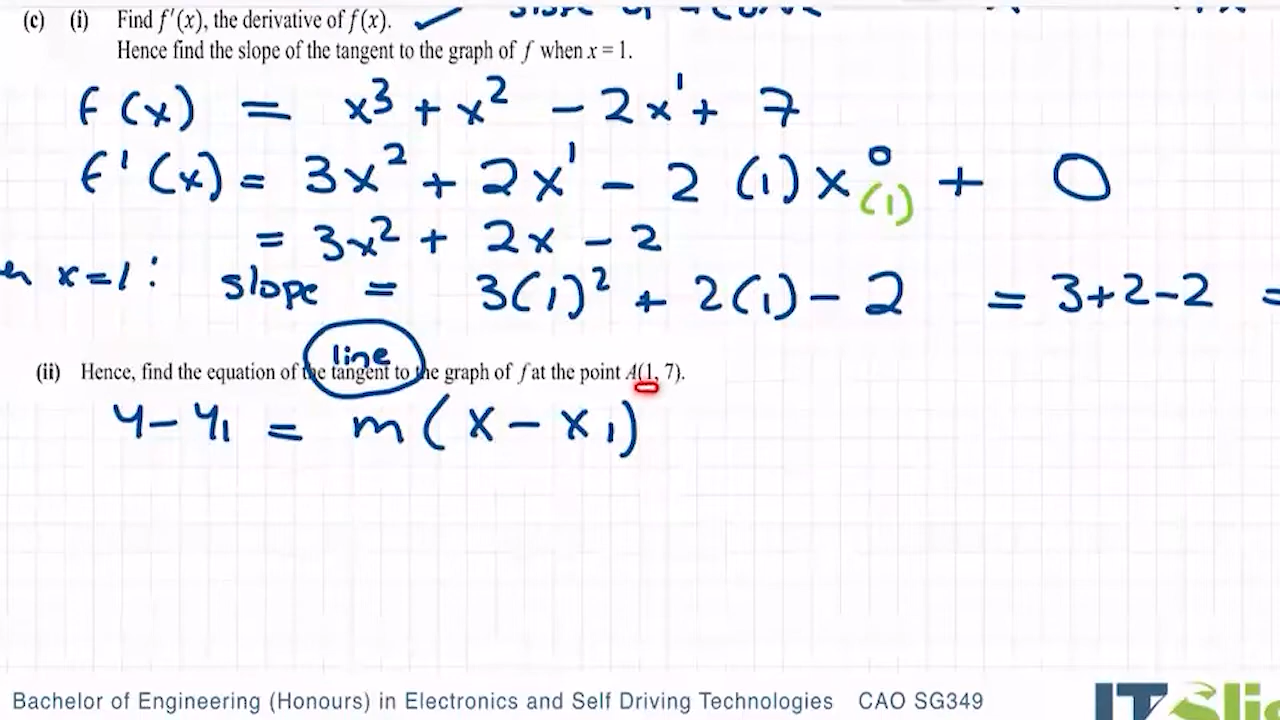 (c) (i) Find f'(x), the derivative of f(x).
Hence find the slope of the tangent to the graph of f when x = 1.
f(x) = x³ + x² - 2x¹ + 7
f'(x) = 3x² + 2x¹ - 2 (1)x⁰ + 0
(1)
= 3x² + 2x - 2
x=1: slope = 3(1)² + 2(1) - 2 = 3+2-2 =
line
(ii) Hence, find the equation of the tangent to the graph of f at the point A(1, 7).
y - y₁ = m(x - x₁)
Bachelor of Engineering (Honours) in Electronics and Self Driving Technologies CAO SG349
IT Slig